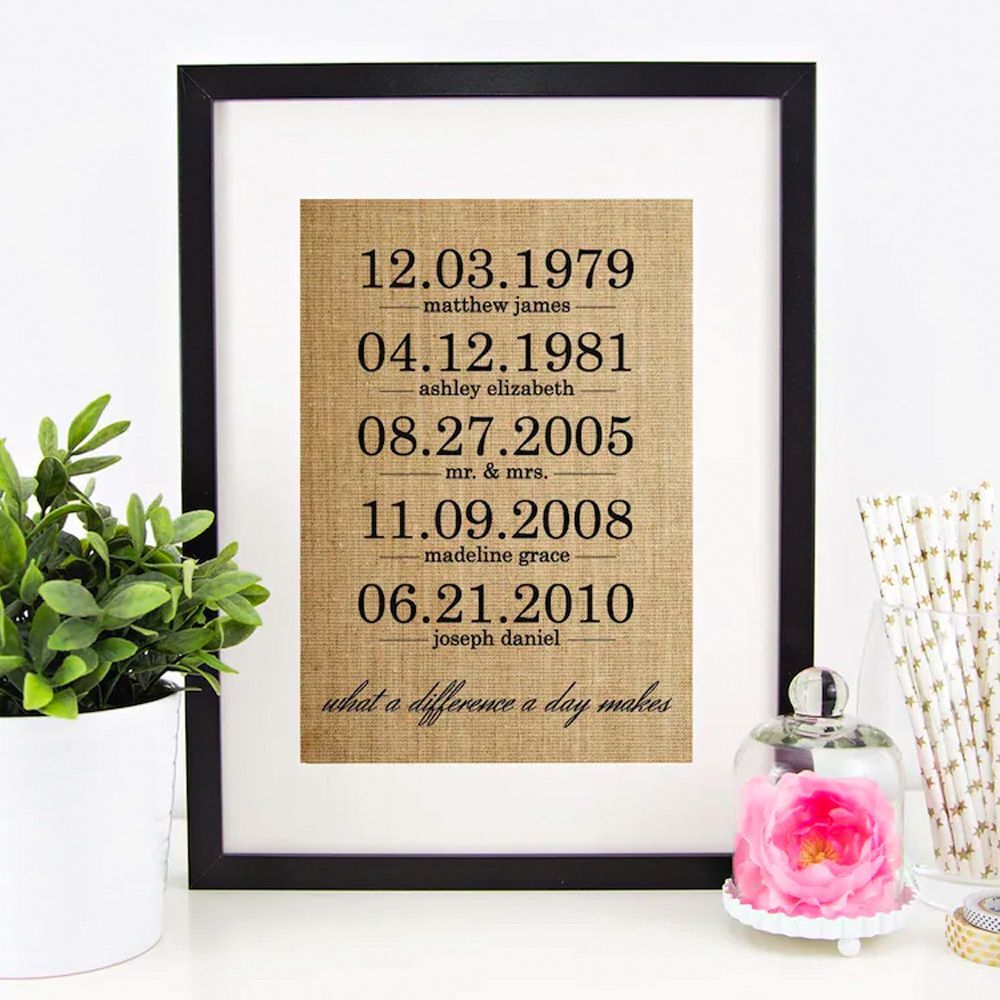 12.03.1979
matthew james
04.12.1981
ashley elizabeth
08.27.2005
mr. & mrs.
11.09.2008
madeline grace
06.21.2010
joseph daniel
what a difference a day makes